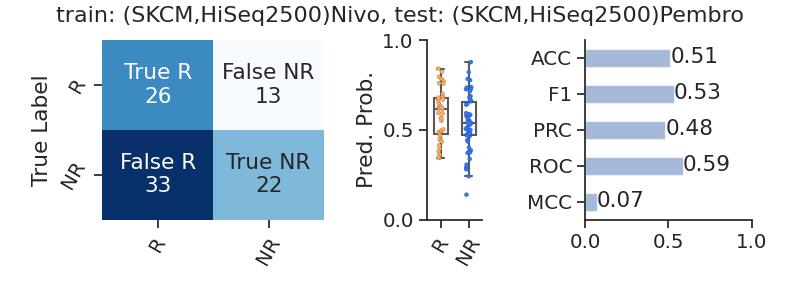 train: (SKCM,HiSeq2500)Nivo, test: (SKCM,HiSeq2500)Pembro
True Label
R
NR
True R
26
False NR
13
False R
33
True NR
22
R
NR
Pred. Prob.
1.0
0.5
0.0
R
NR
ACC
0.51
F1
0.53
PRC
0.48
ROC
0.59
MCC
0.07
0.0
0.5
1.0